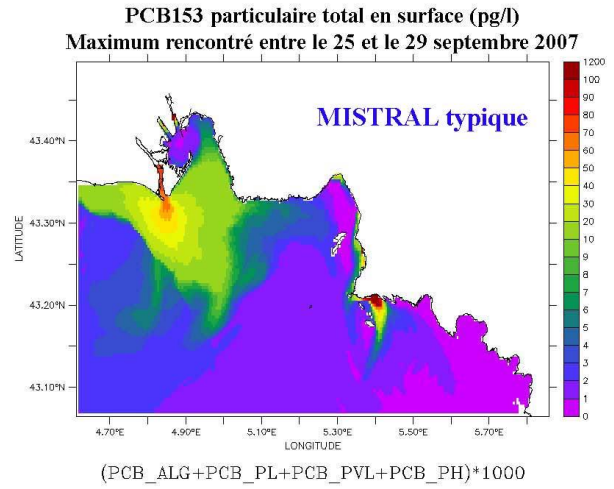 PCB153 particulaire total en surface (pg/l)
Maximum rencontré entre le 25 et le 29 septembre 2007
MISTRAL typique
1200
100
90
80
70
60
50
40
30
20
10
9
8
7
6
5
4
3
2
1
0
43.40°N
43.30°N
43.20°N
43.10°N
LATITUDE
4.70°E 4.90°E 5.10°E 5.30°E 5.50°E 5.70°E
LONGITUDE
(PCB_ALG+PCB_PL+PCB_PVL+PCB_PH)*1000